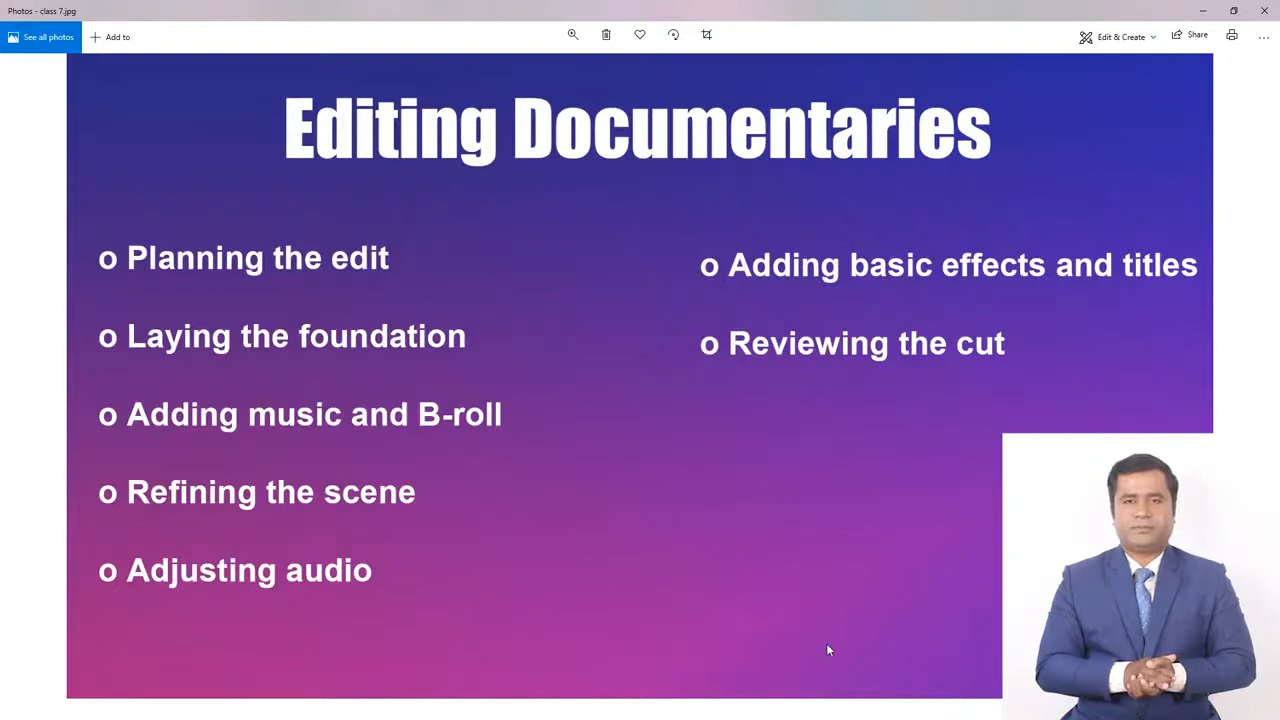 Photos - class 7.jpg
See all photos
Add to
Edit & Create
Share
Editing Documentaries
o Planning the edit
o Laying the foundation
o Adding music and B-roll
o Refining the scene
o Adjusting audio
o Adding basic effects and titles
o Reviewing the cut